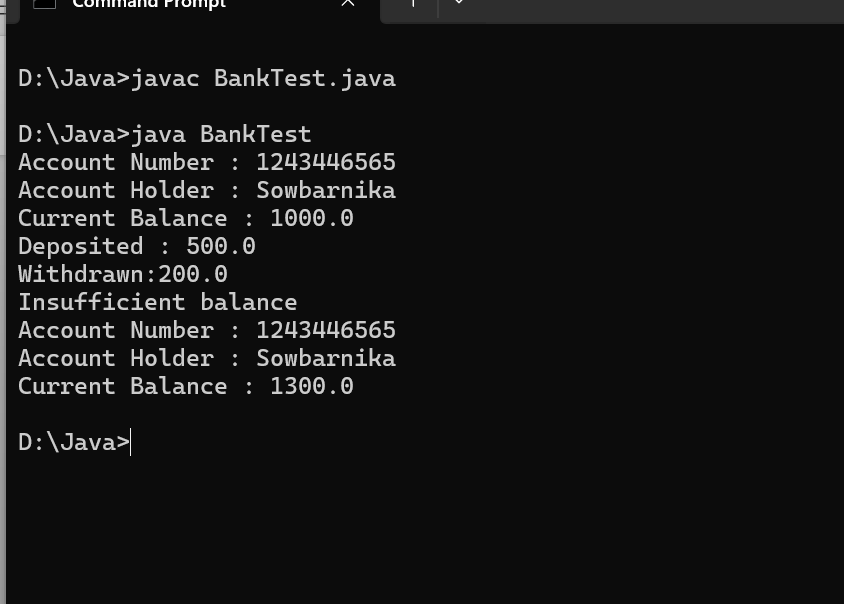 Command Prompt
D:\Java>javac BankTest.java
D:\Java>java BankTest
Account Number : 1243446565
Account Holder : Sowbarnika
Current Balance : 1000.0
Deposited : 500.0
Withdrawn:200.0
Insufficient balance
Account Number : 1243446565
Account Holder : Sowbarnika
Current Balance : 1300.0
D:\Java>